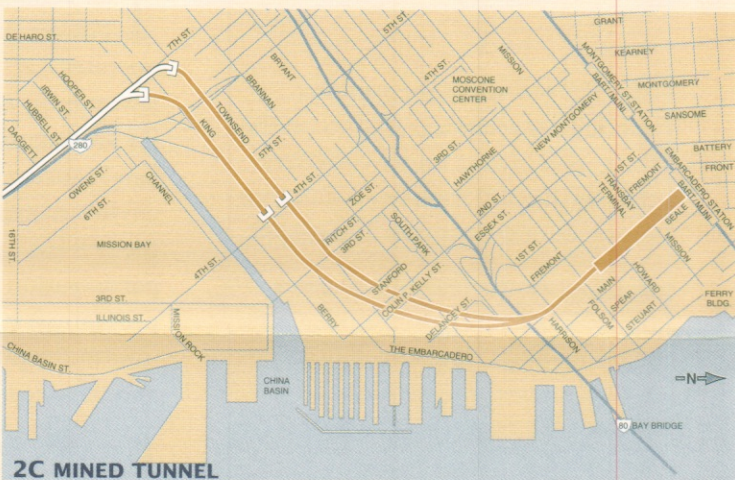 DE HARO ST.
7TH ST
HOOPER ST.
IRWIN ST.
HUBBELL ST.
DAGGETT
280
BRYANT
BRANNAN
TOWNSEND
KING
5TH ST.
4TH ST
5TH ST.
4TH ST.
MISSION
MOSCONE
CONVENTION
CENTER
3RD ST.
HAWTHORNE
NEW MONTGOMERY
2ND ST.
ESSEX ST.
1ST ST
FREMONT
GRANT
KEARNEY
MONTGOMERY
SANSOME
BATTERY
FRONT
MONTGOMERY ST STATION
BART/MUNI
EMBARCADERO STATION
BART/MUNI
1ST ST.
FREMONT
TRANSBAY
TERMINAL
BEALE
MISSION
HOWARD
MAIN
SPEAR
FOLSOM
STEUART
HARRISON
FERRY
BLDG.
OWENS ST.
6TH ST.
CHANNEL
16TH ST.
MISSION BAY
4TH ST.
3RD ST.
ILLINOIS ST.
MISSION ROCK
CHINA BASIN ST.
ZOE ST.
RITCH ST
3RD ST.
SOUTH PARK
STANFORD
COLIN P. KELLY ST
DELANCEY ST
BERRY
THE EMBARCADERO
CHINA
BASIN
N
80 BAY BRIDGE
2C MINED TUNNEL